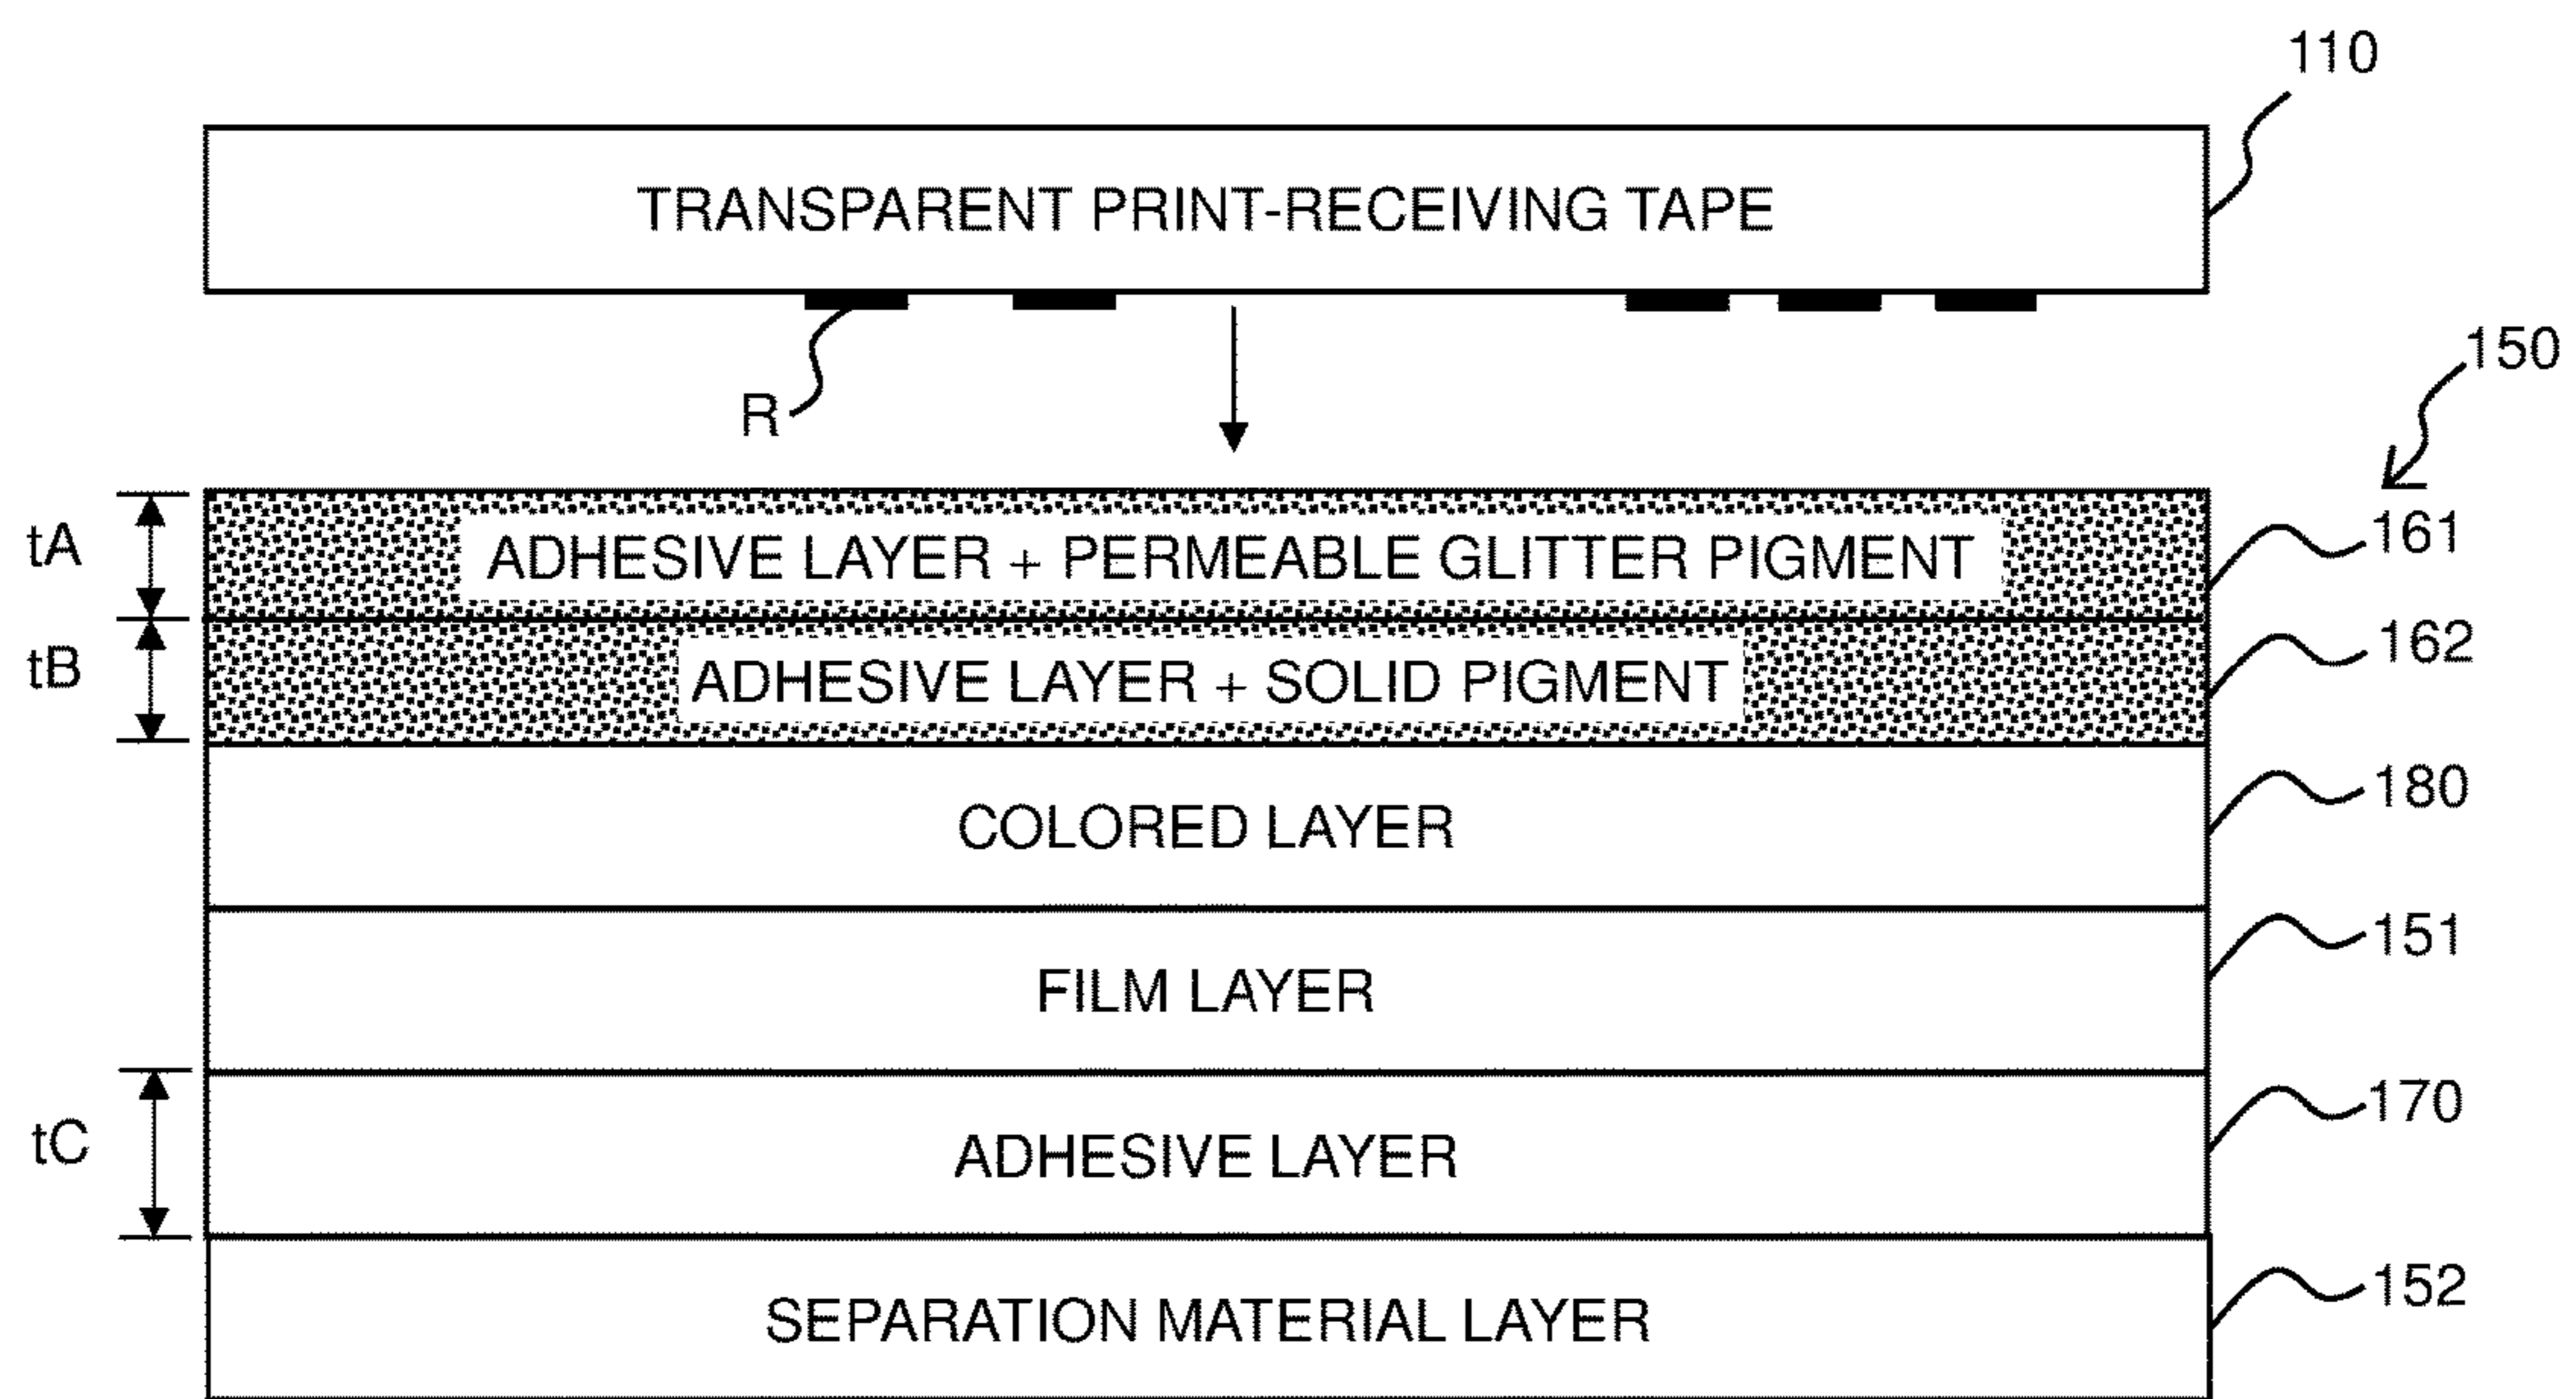 110
TRANSPARENT PRINT-RECEIVING TAPE
150
R
tA
ADHESIVE LAYER + PERMEABLE GLITTER PIGMENT
161
tB
ADHESIVE LAYER + SOLID PIGMENT
162
COLORED LAYER
180
FILM LAYER
151
tC
ADHESIVE LAYER
170
SEPARATION MATERIAL LAYER
152